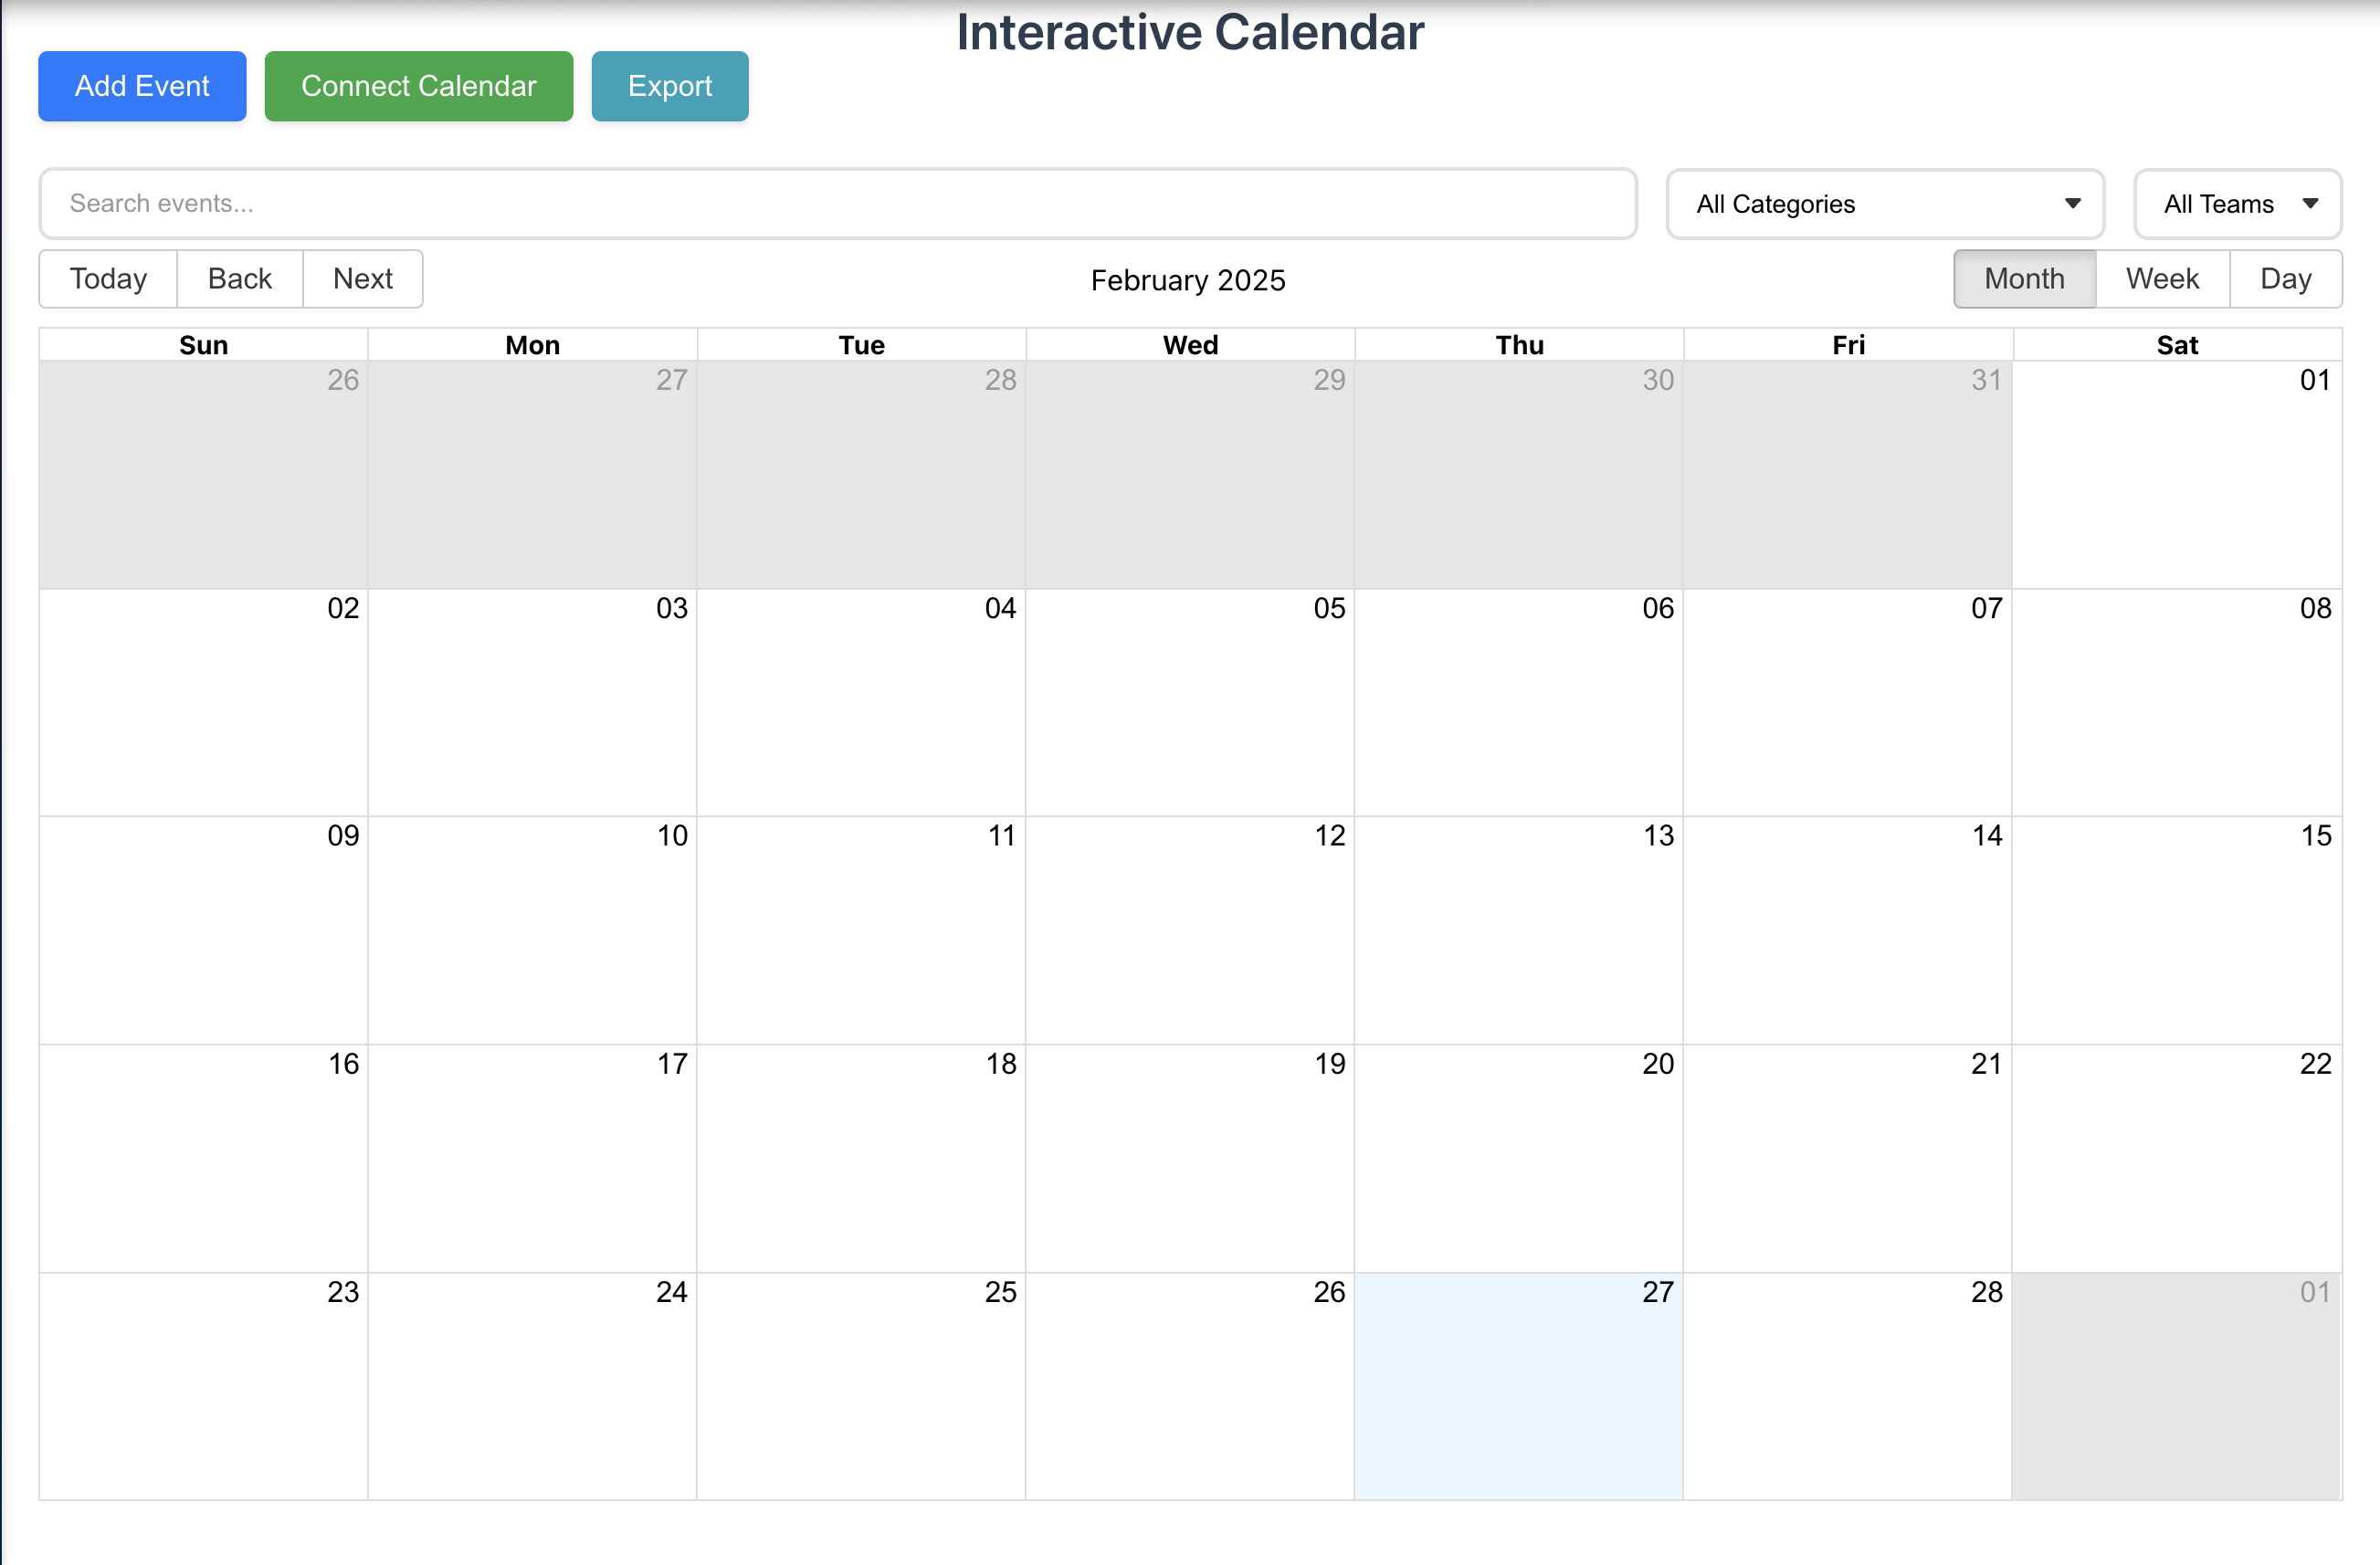 Interactive Calendar
Add Event Connect Calendar Export
Search events... All Categories All Teams
Today Back Next February 2025 Month Week Day
Sun Mon Tue Wed Thu Fri Sat
26 27 28 29 30 31 01
02 03 04 05 06 07 08
09 10 11 12 13 14 15
16 17 18 19 20 21 22
23 24 25 26 27 28 01